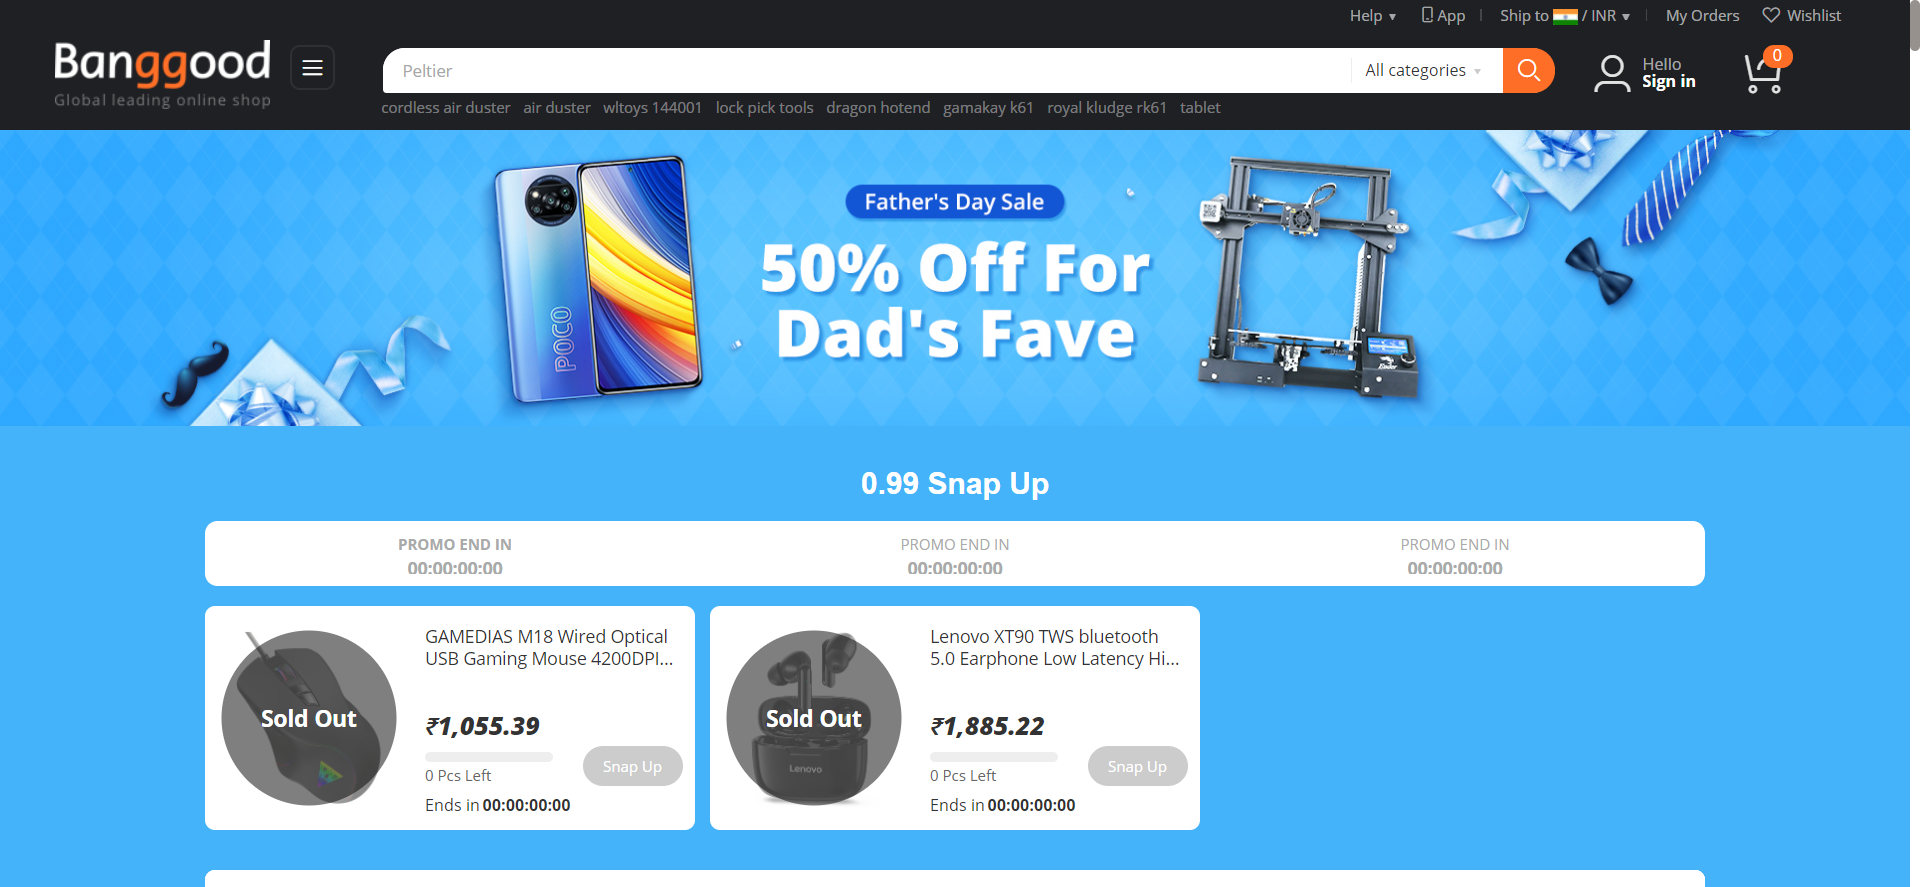 Help
App
Ship to / INR
My Orders
Wishlist
Banggood
Global leading online shop
Peltier
All categories
Hello
Sign in
0
cordless air duster air duster wltoys 144001 lock pick tools dragon hotend gamakay k61 royal kludge rk61 tablet
Father's Day Sale
50% Off For
Dad's Fave
POCO
Ender
0.99 Snap Up
PROMO END IN
00:00:00:00
PROMO END IN
00:00:00:00
PROMO END IN
00:00:00:00
Sold Out
GAMEDIAS M18 Wired Optical
USB Gaming Mouse 4200DPI...
₹1,055.39
0 Pcs Left
Snap Up
Ends in 00:00:00:00
Sold Out
Lenovo
Lenovo XT90 TWS bluetooth
5.0 Earphone Low Latency Hi...
₹1,885.22
0 Pcs Left
Snap Up
Ends in 00:00:00:00